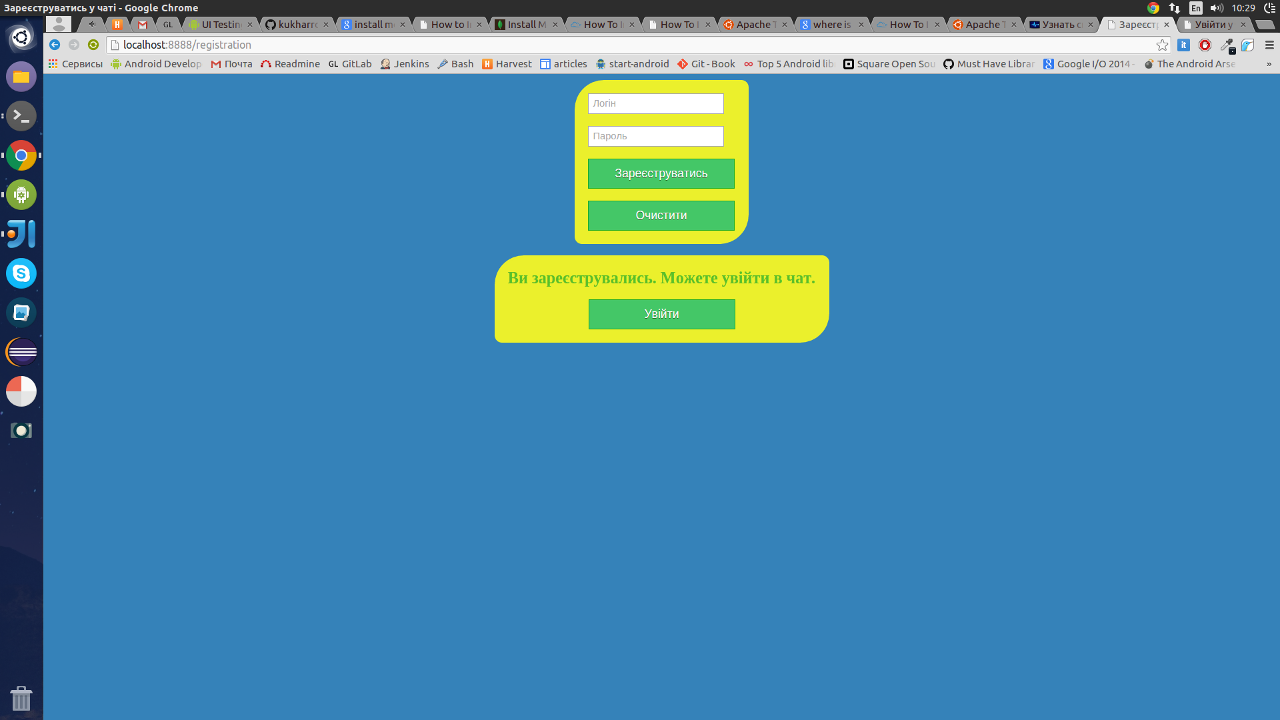 Зареєструватись у чаті - Google Chrome
En
10:29
GL
UI Testin
kukharro
install m
How to I
Install M
How To I
How To I
Apache T
where is
How To I
Apache T
Узнать с
Зареєст
Увійти у
localhost:8888/registration
Сервисы
Android Develop
Почта
Readmine
GL GitLab
Jenkins
Bash
Harvest
articles
start-android
Git - Book
Top 5 Android lib
Square Open Sou
Must Have Librar
Google I/O 2014 -
The Android Arse
»
Логін
Пароль
Зареєструватись
Очистити
Ви зареєструвались. Можете увійти в чат.
Увійти